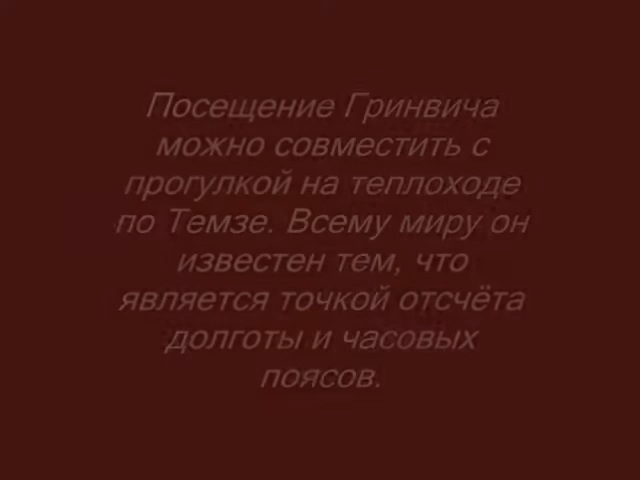 Посещение Гринвича
можно совместить с
прогулкой на теплоходе
по Темзе. Всему миру он
известен тем, что
является точкой отсчёта
долготы и часовых
поясов.